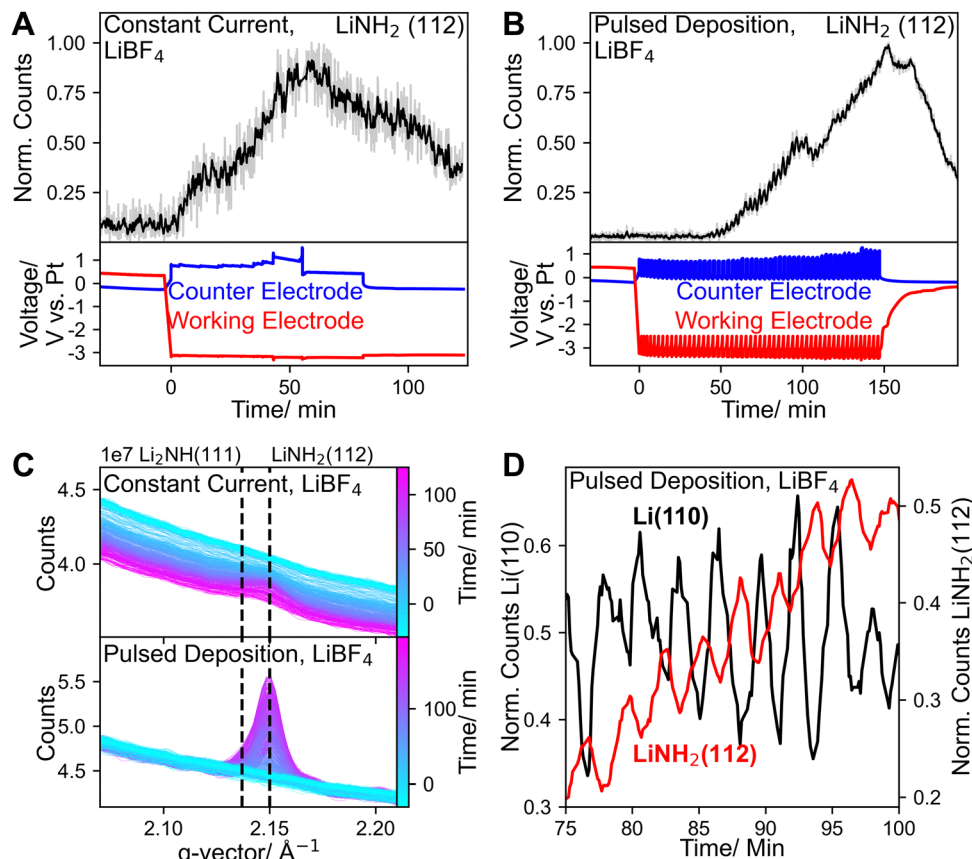 A
Constant Current, LiNH2 (112)
LiBF4
Norm. Counts
1.00
0.75
0.50
0.25
Voltage/
V vs. Pt
1
0
-1
-2
-3
Counter Electrode
Working Electrode
0 50 100
Time/ min
B
Pulsed Deposition, LiNH2 (112)
LiBF4
Norm. Counts
1.00
0.75
0.50
0.25
Voltage/
V vs. Pt
1
0
-1
-2
-3
Counter Electrode
Working Electrode
0 50 100 150
Time/ min
C
1e7 Li2NH(111) LiNH2(112)
Constant Current, LiBF4
Counts
4.5
4.0
100
50
0
Time/ min
Pulsed Deposition, LiBF4
Counts
5.5
5.0
4.5
100
0
Time/ min
2.10 2.15 2.20
q-vector/ Å−1
D
Pulsed Deposition, LiBF4
Li(110)
LiNH2(112)
Norm. Counts Li(110)
0.6
0.5
0.4
0.3
Norm. Counts LiNH2(112)
0.5
0.4
0.3
0.2
75 80 85 90 95 100
Time/ Min